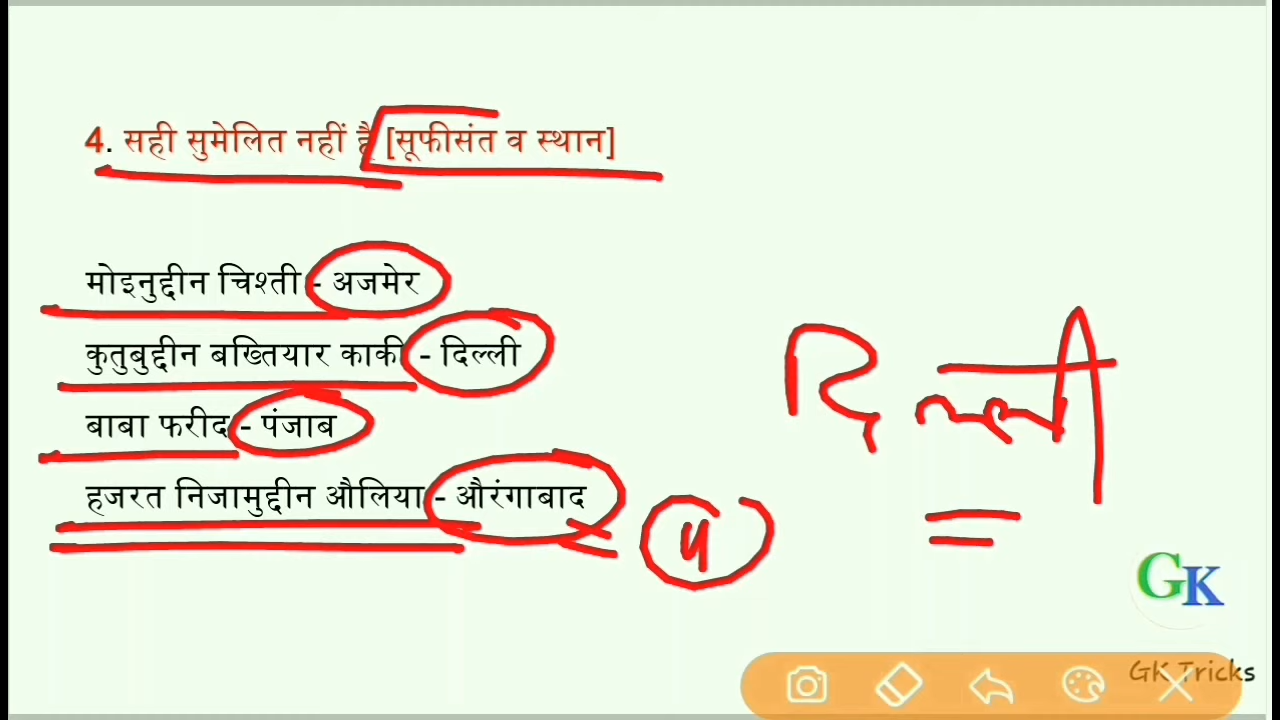 4. सही सुमेलित नहीं है [सूफीसंत व स्थान]
मोइनुद्दीन चिश्ती - अजमेर
कुतुबुद्दीन बख्तियार काकी - दिल्ली
बाबा फरीद - पंजाब
हजरत निजामुद्दीन औलिया - औरंगाबाद
4
दिल्ली
GK
GK Tricks